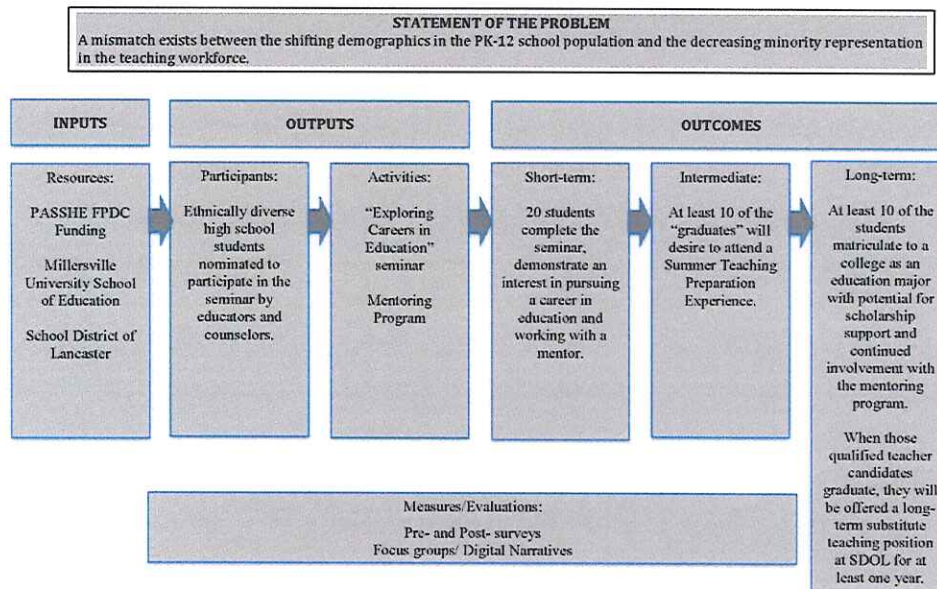 STATEMENT OF THE PROBLEM
A mismatch exists between the shifting demographics in the PK-12 school population and the decreasing minority representation
in the teaching workforce.
INPUTS
OUTPUTS
OUTCOMES
Resources:
PASSHE FPDC
Funding
Millersville
University School
of Education
School District of
Lancaster
Participants:
Ethnically diverse
high school
students
nominated to
participate in the
seminar by
educators and
counselors.
Activities:
“Exploring
Careers in
Education”
seminar
Mentoring
Program
Short-term:
20 students
complete the
seminar,
demonstrate an
interest in pursuing
a career in
education and
working with a
mentor.
Intermediate:
At least 10 of the
“graduates” will
desire to attend a
Summer Teaching
Preparation
Experience.
Long-term:
At least 10 of the
students
matriculate to a
college as an
education major
with potential for
scholarship
support and
continued
involvement with
the mentoring
program.
When those
qualified teacher
candidates
graduate, they will
be offered a long-
term substitute
teaching position
at SDOL for at
least one year.
Measures/Evaluations:
Pre- and Post- surveys
Focus groups/ Digital Narratives